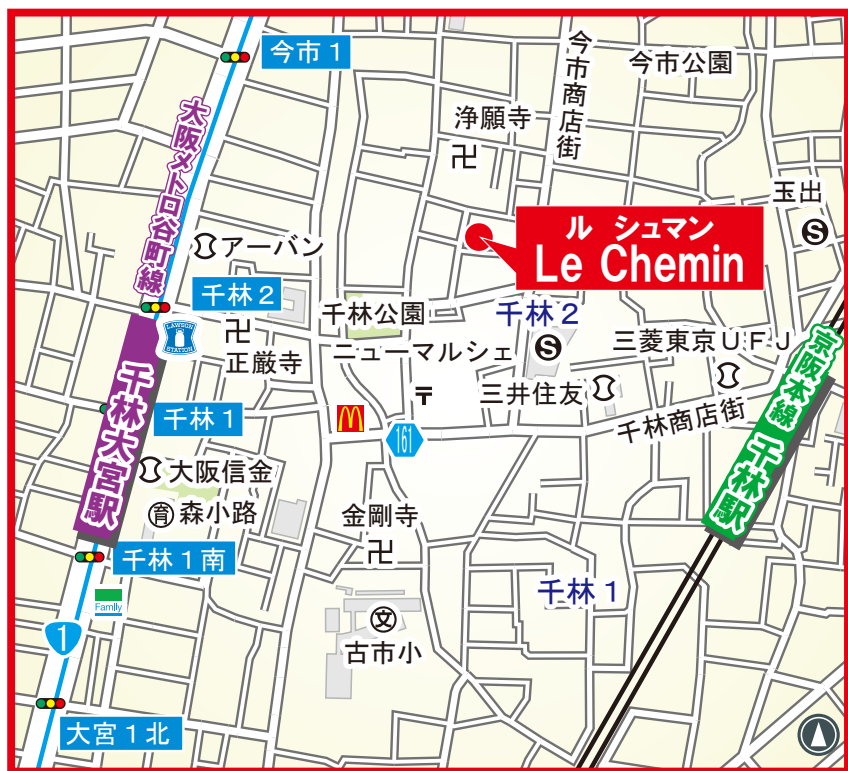 今市1
今市商店街
今市公園
浄願寺
大阪メトロ谷町線
玉出
S
ル シュマン
Le Chemin
アーバン
千林2
千林公園
千林2
LAWSON
STATION
正厳寺
ニューマルシェ
S
三菱東京UFJ
京阪本線 千林駅
〒
三井住友
千林商店街
千林大宮駅
千林1
M
161
大阪信金
育 森小路
金剛寺
千林1南
千林1
Family
文
古市小
1
大宮1北